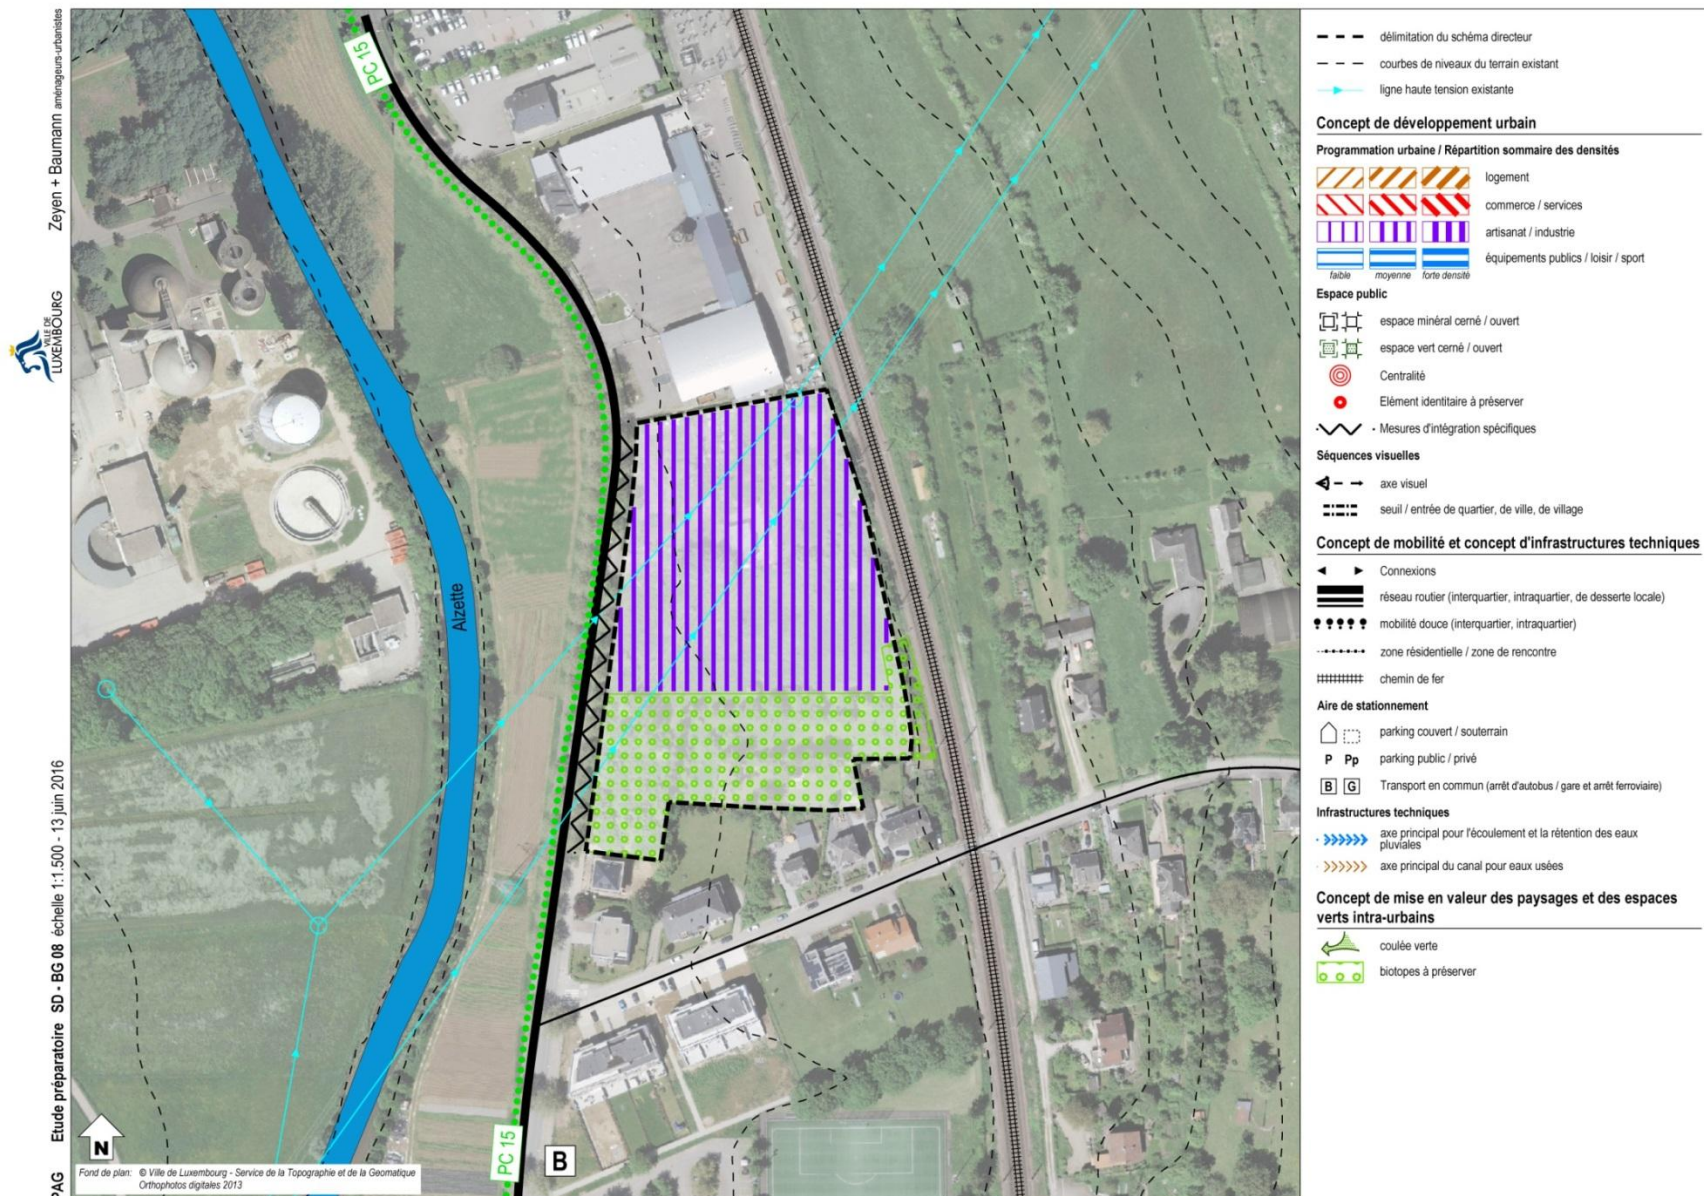 Zeyen + Baumann aménageurs-urbanistes
VILLE DE
LUXEMBOURG
PAG Etude préparatoire SD - BG 08 échelle 1:1.500 - 13 juin 2016
PC 15
Alzette
PC 15
B
N
Fond de plan: © Ville de Luxembourg - Service de la Topographie et de la Géomatique
Orthophotos digitales 2013
délimitation du schéma directeur
courbes de niveaux du terrain existant
ligne haute tension existante
Concept de développement urbain
Programmation urbaine / Répartition sommaire des densités
logement
commerce / services
artisanat / industrie
équipements publics / loisir / sport
faible moyenne forte densité
Espace public
espace minéral cerné / ouvert
espace vert cerné / ouvert
Centralité
Elément identitaire à préserver
Mesures d'intégration spécifiques
Séquences visuelles
axe visuel
seuil / entrée de quartier, de ville, de village
Concept de mobilité et concept d'infrastructures techniques
Connexions
réseau routier (interquartier, intraquartier, de desserte locale)
mobilité douce (interquartier, intraquartier)
zone résidentielle / zone de rencontre
chemin de fer
Aire de stationnement
parking couvert / souterrain
P Pp parking public / privé
B G Transport en commun (arrêt d'autobus / gare et arrêt ferroviaire)
Infrastructures techniques
axe principal pour l'écoulement et la rétention des eaux
pluviales
axe principal du canal pour eaux usées
Concept de mise en valeur des paysages et des espaces
verts intra-urbains
coulée verte
biotopes à préserver